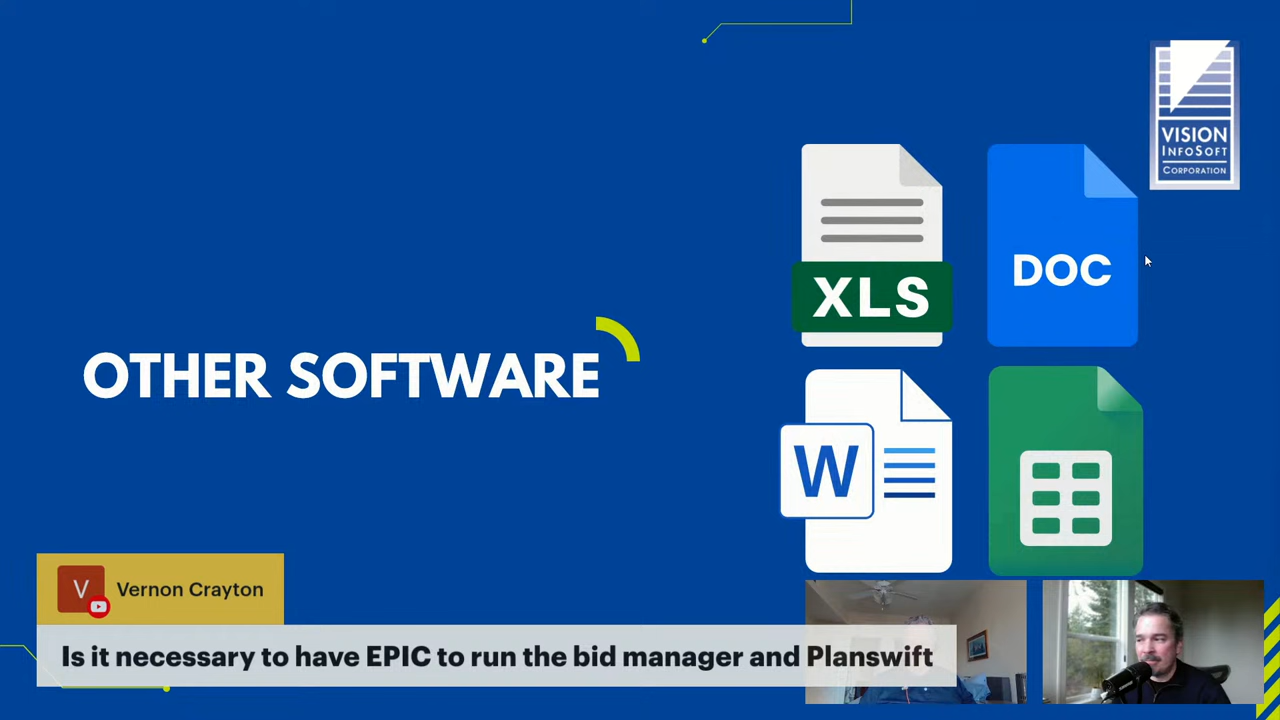 VISION
INFOSOFT
CORPORATION
XLS
DOC
OTHER SOFTWARE
W
V
Vernon Crayton
Is it necessary to have EPIC to run the bid manager and Planswift